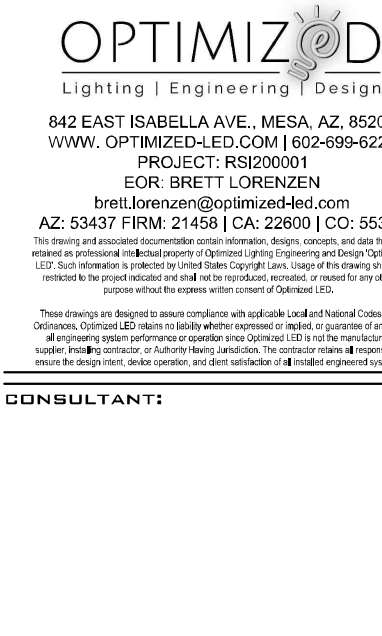 OPTIMIZ@D
Lighting | Engineering | Design
842 EAST ISABELLA AVE., MESA, AZ, 8520
WWW. OPTIMIZED-LED.COM | 602-699-622
PROJECT: RSI200001
EOR: BRETT LORENZEN
brett.lorenzen@optimized-led.com
AZ: 53437 FIRM: 21458 | CA: 22600 | CO: 553
This drawing and associated documentation contain information, designs, concepts, and data th
retained as professional intellectual property of Optimized Lighting Engineering and Design 'Opti
LED'. Such information is protected by United States Copyright Laws. Usage of this drawing sh
restricted to the project indicated and shall not be reproduced, recreated, or reused for any ot
purpose without the express written consent of Optimized LED.
These drawings are designed to assure compliance with applicable Local and National Codes
Ordinances, Optimized LED retains no liability whether expressed or implied, or guarantee of an
all engineering system performance or operation since Optimized LED is not the manufactur
supplier, installing contractor, or Authority Having Jurisdiction. The contractor retains all respon
ensure the design intent, device operation, and client satisfaction of all installed engineered sys
CONSULTANT: